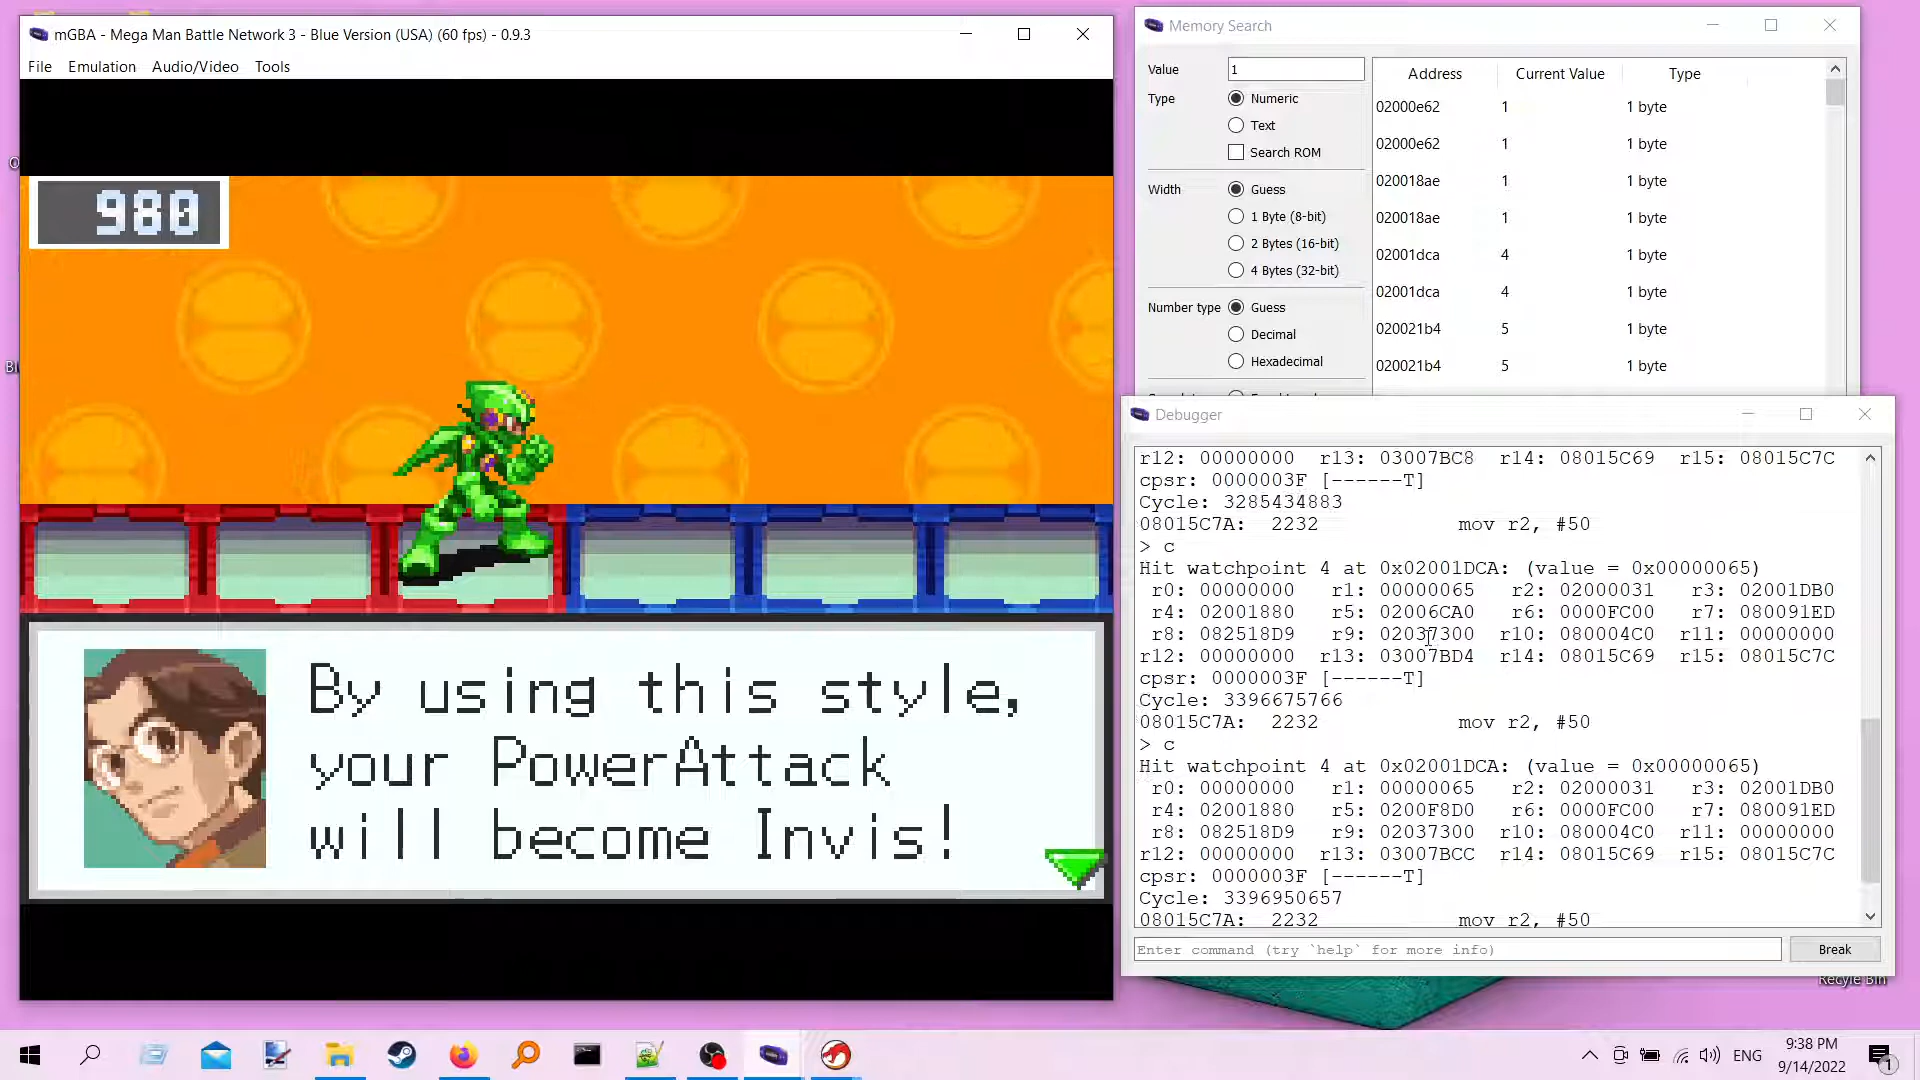 mGBA - Mega Man Battle Network 3 - Blue Version (USA) (60 fps) - 0.9.3
File Emulation Audio/Video Tools
980
By using this style,
your PowerAttack
will become Invis!
Memory Search
Value 1
Type Numeric
Text
Search ROM
Width Guess
1 Byte (8-bit)
2 Bytes (16-bit)
4 Bytes (32-bit)
Number type Guess
Decimal
Hexadecimal
Address Current Value Type
02000e62 1 1 byte
02000e62 1 1 byte
020018ae 1 1 byte
020018ae 1 1 byte
02001dca 4 1 byte
02001dca 4 1 byte
020021b4 5 1 byte
020021b4 5 1 byte
Debugger
r12: 00000000 r13: 03007BC8 r14: 08015C69 r15: 08015C7C
cpsr: 0000003F [------T]
Cycle: 3285434883
08015C7A: 2232 mov r2, #50
> c
Hit watchpoint 4 at 0x02001DCA: (value = 0x00000065)
r0: 00000000 r1: 00000065 r2: 02000031 r3: 02001DB0
r4: 02001880 r5: 02006CA0 r6: 0000FC00 r7: 080091ED
r8: 082518D9 r9: 02037300 r10: 080004C0 r11: 00000000
r12: 00000000 r13: 03007BD4 r14: 08015C69 r15: 08015C7C
cpsr: 0000003F [------T]
Cycle: 3396675766
08015C7A: 2232 mov r2, #50
> c
Hit watchpoint 4 at 0x02001DCA: (value = 0x00000065)
r0: 00000000 r1: 00000065 r2: 02000031 r3: 02001DB0
r4: 02001880 r5: 0200F8D0 r6: 0000FC00 r7: 080091ED
r8: 082518D9 r9: 02037300 r10: 080004C0 r11: 00000000
r12: 00000000 r13: 03007BCC r14: 08015C69 r15: 08015C7C
cpsr: 0000003F [------T]
Cycle: 3396950657
08015C7A: 2232 mov r2, #50
Enter command (try `help` for more info)
Break
Recycle Bin
ENG
9:38 PM
9/14/2022
1